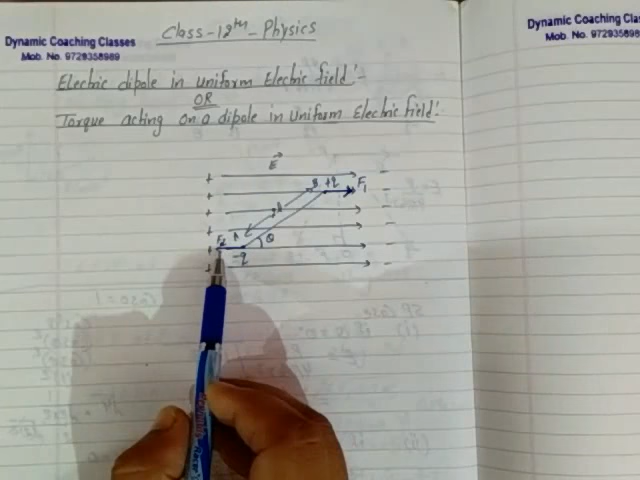 Dynamic Coaching Classes
Mob. No. 9729358989
Class-12th-Physics
Dynamic Coaching Clas
Mob. No. 972935898
Electric dipole in uniform Electric field:-
OR
Torque acting on a dipole in uniform Electric field:-
E
+ -
+ B +q F1 -
+ -
+ A -
+ F2 θ -
-q
+ -